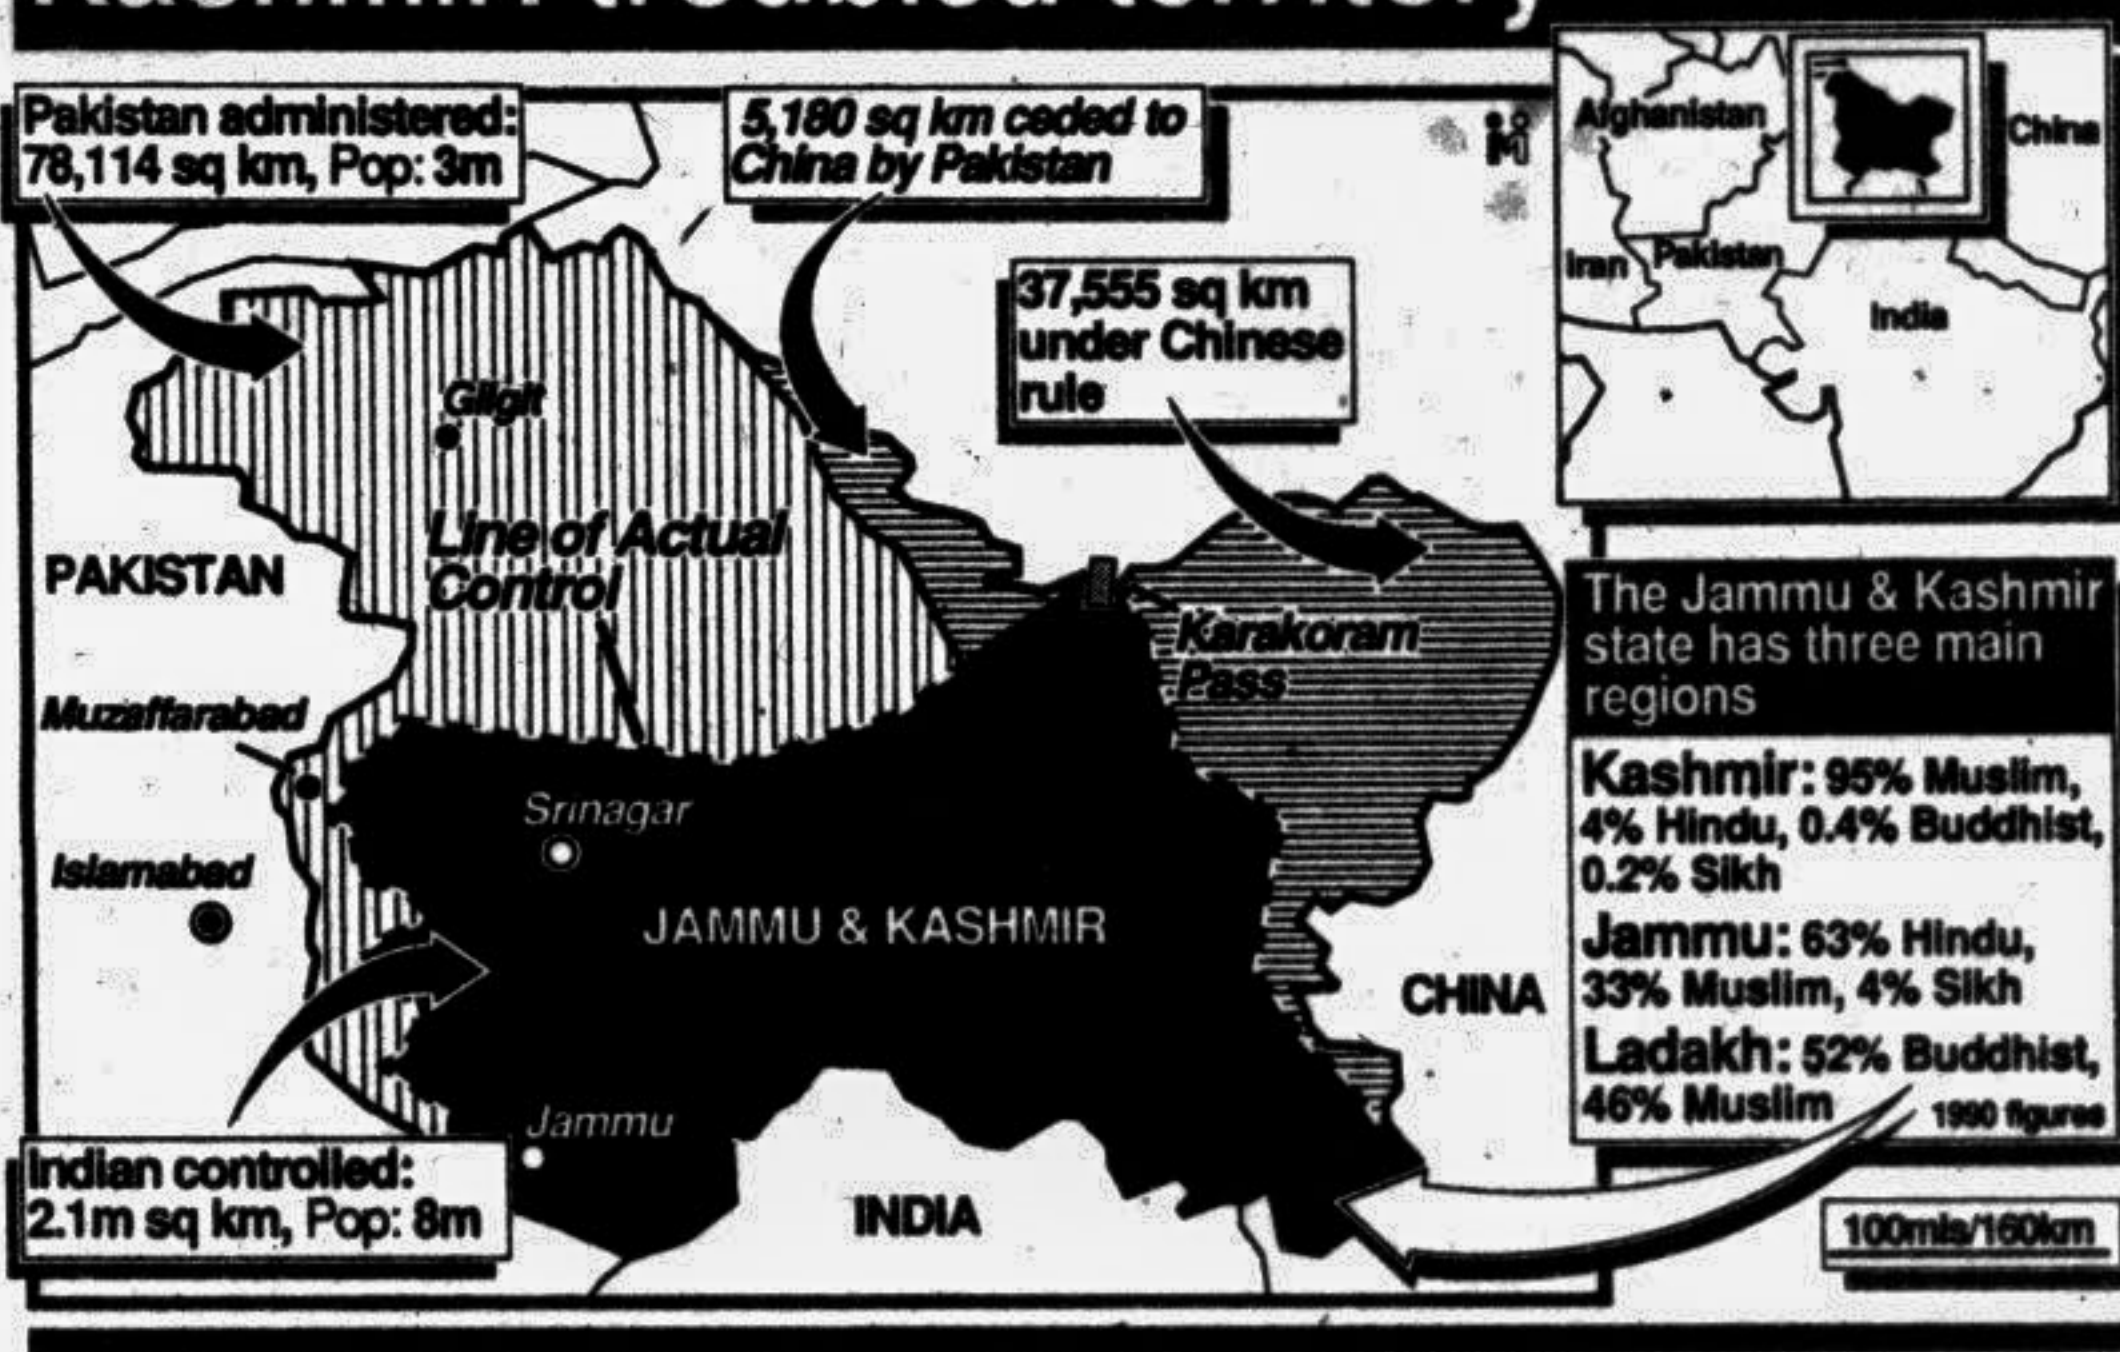 Kashmir: troubled territory
Pakistan administered:
78,114 sq km, Pop: 3m
5,180 sq km ceded to
China by Pakistan
37,555 sq km
under Chinese
rule
Afghanistan
China
Iran
Pakistan
India
Gilgit
Line of Actual
Control
PAKISTAN
Karakoram
Pass
Muzaffarabad
Srinagar
Islamabad
JAMMU & KASHMIR
CHINA
Jammu
INDIA
Indian controlled:
2.1m sq km, Pop: 8m
The Jammu & Kashmir
state has three main
regions
Kashmir: 95% Muslim,
4% Hindu, 0.4% Buddhist,
0.2% Sikh
Jammu: 63% Hindu,
33% Muslim, 4% Sikh
Ladakh: 52% Buddhist,
46% Muslim
1990 figures
100mls/160km